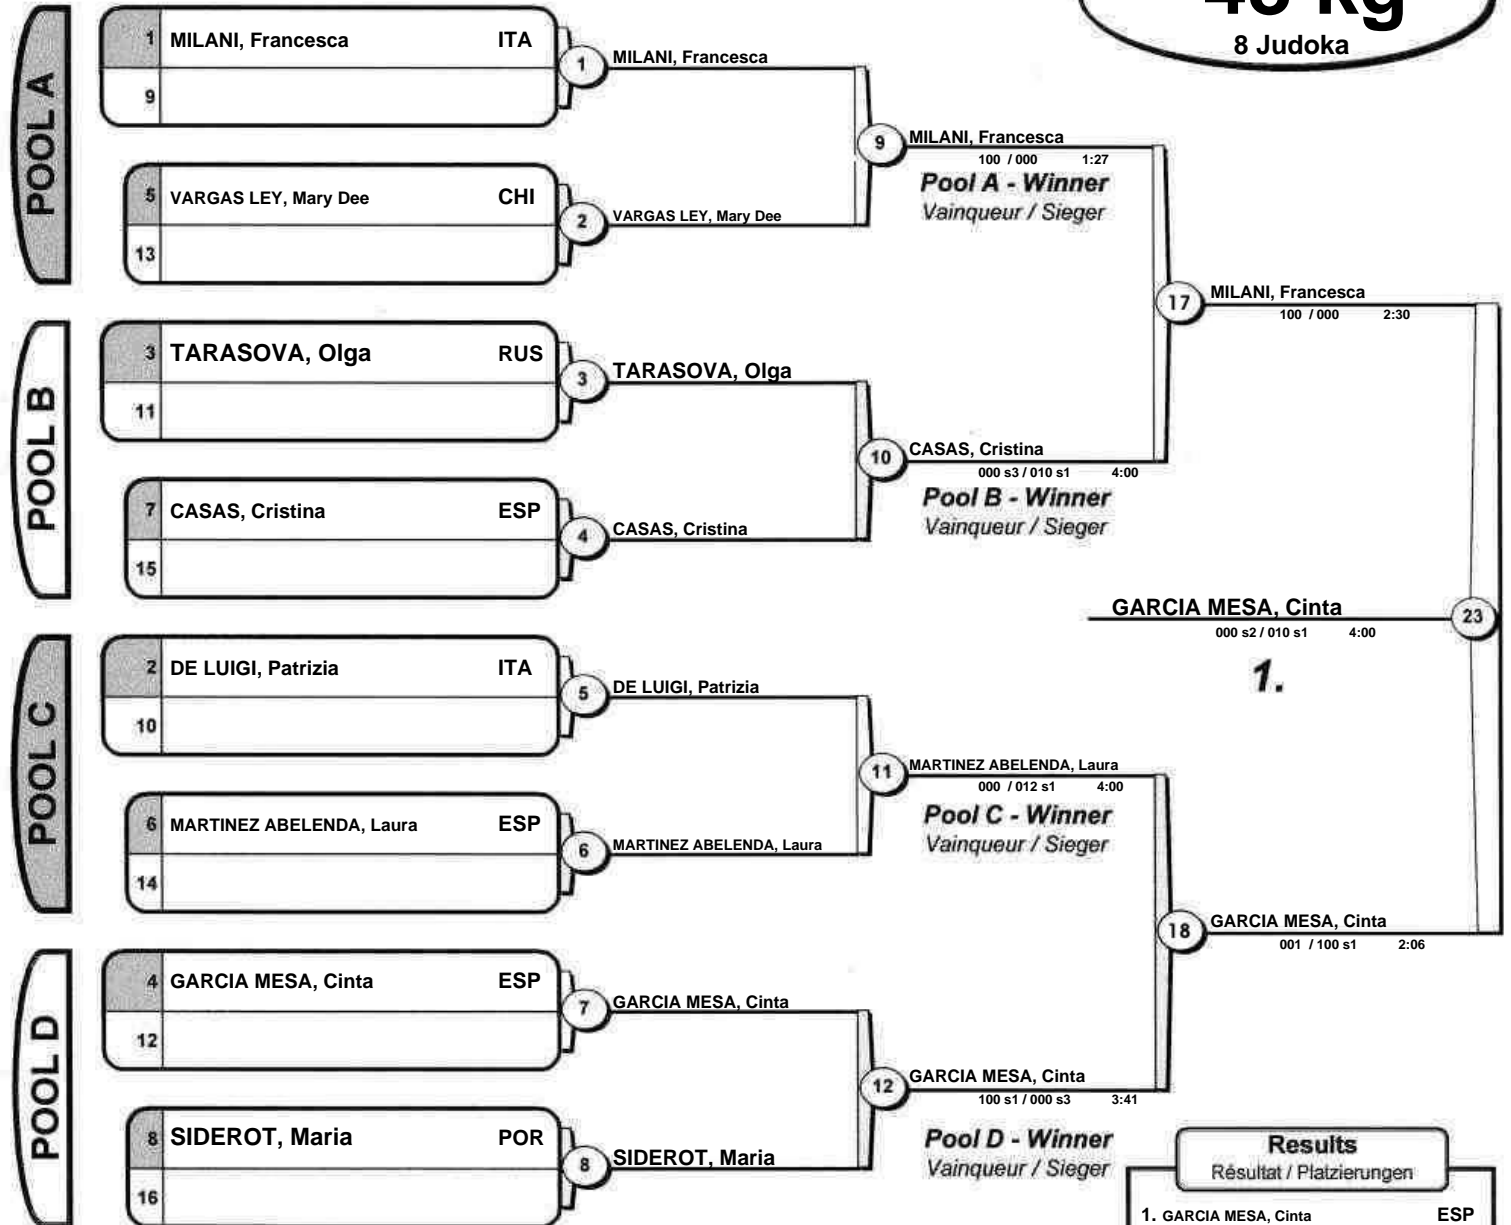 48 kg
8 Judoka
POOL A
1 MILANI, Francesca ITA
9
5 VARGAS LEY, Mary Dee CHI
13
1 MILANI, Francesca
2 VARGAS LEY, Mary Dee
9 MILANI, Francesca
100 / 000 1:27
Pool A - Winner
Vainqueur / Sieger
POOL B
3 TARASOVA, Olga RUS
11
7 CASAS, Cristina ESP
15
3 TARASOVA, Olga
4 CASAS, Cristina
10 CASAS, Cristina
000 s3 / 010 s1 4:00
Pool B - Winner
Vainqueur / Sieger
17 MILANI, Francesca
100 / 000 2:30
POOL C
2 DE LUIGI, Patrizia ITA
10
6 MARTINEZ ABELENDA, Laura ESP
14
5 DE LUIGI, Patrizia
6 MARTINEZ ABELENDA, Laura
11 MARTINEZ ABELENDA, Laura
000 / 012 s1 4:00
Pool C - Winner
Vainqueur / Sieger
POOL D
4 GARCIA MESA, Cinta ESP
12
8 SIDEROT, Maria POR
16
7 GARCIA MESA, Cinta
8 SIDEROT, Maria
12 GARCIA MESA, Cinta
100 s1 / 000 s3 3:41
Pool D - Winner
Vainqueur / Sieger
18 GARCIA MESA, Cinta
001 / 100 s1 2:06
GARCIA MESA, Cinta 23
000 s2 / 010 s1 4:00
1.
Results
Résultat / Platzierungen
1. GARCIA MESA, Cinta ESP